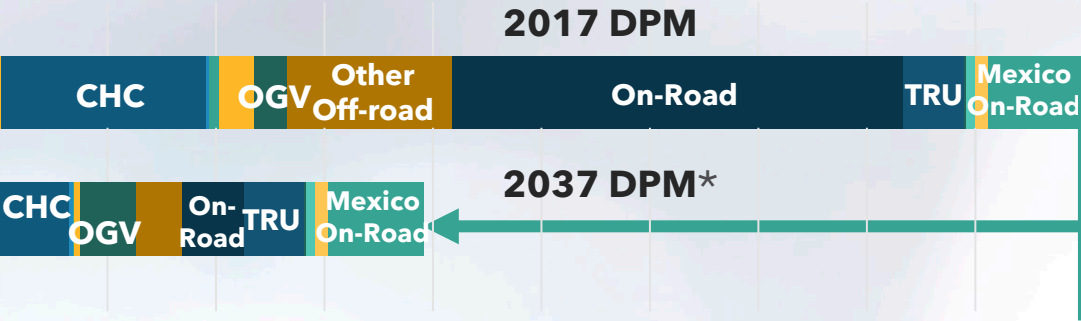 2017 DPM
CHC
OGV
Other
Off-road
On-Road
TRU
Mexico
On-Road
2037 DPM*
CHC
OGV
On-
Road
TRU
Mexico
On-Road